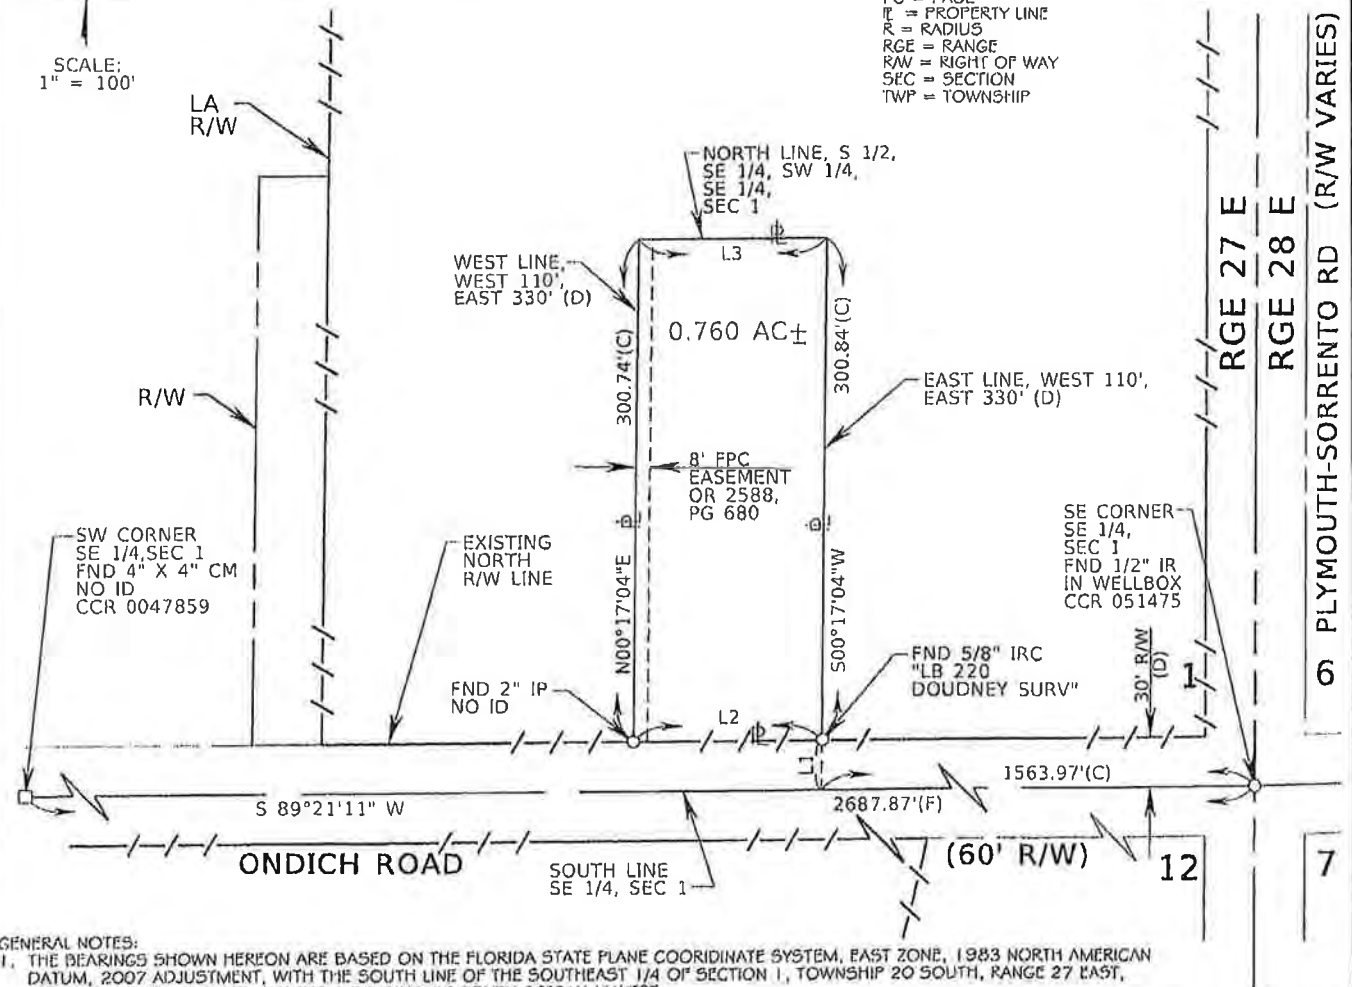 SCALE:
1" = 100'
℄ = PROPERTY LINE
R = RADIUS
RGE = RANGE
R/W = RIGHT OF WAY
SEC = SECTION
TWP = TOWNSHIP
LA
R/W
NORTH LINE, S 1/2,
SE 1/4, SW 1/4,
SE 1/4,
SEC 1
L3
WEST LINE,
WEST 110',
EAST 330' (D)
0.760 AC±
300.74'(C)
300.84'(C)
EAST LINE, WEST 110',
EAST 330' (D)
R/W
8' FPC
EASEMENT
OR 2588,
PG 680
RGE 27 E
RGE 28 E
PLYMOUTH-SORRENTO RD (R/W VARIES)
SW CORNER
SE 1/4,SEC 1
FND 4" X 4" CM
NO ID
CCR 0047859
EXISTING
NORTH
R/W LINE
N00°17'04"E
S00°17'04"W
SE CORNER
SE 1/4,
SEC 1
FND 1/2" IR
IN WELLBOX
CCR 051475
FND 2" IP
NO ID
FND 5/8" IRC
"LB 220
DOUDNEY SURV"
30' R/W
(D)
1
6
L2
L1
1563.97'(C)
S 89°21'11" W
2687.87'(F)
ONDICH ROAD
(60' R/W)
SOUTH LINE
SE 1/4, SEC 1
12
7
GENERAL NOTES:
1. THE BEARINGS SHOWN HEREON ARE BASED ON THE FLORIDA STATE PLANE COORDINATE SYSTEM, EAST ZONE, 1983 NORTH AMERICAN
DATUM, 2007 ADJUSTMENT, WITH THE SOUTH LINE OF THE SOUTHEAST 1/4 OF SECTION 1, TOWNSHIP 20 SOUTH, RANGE 27 EAST,